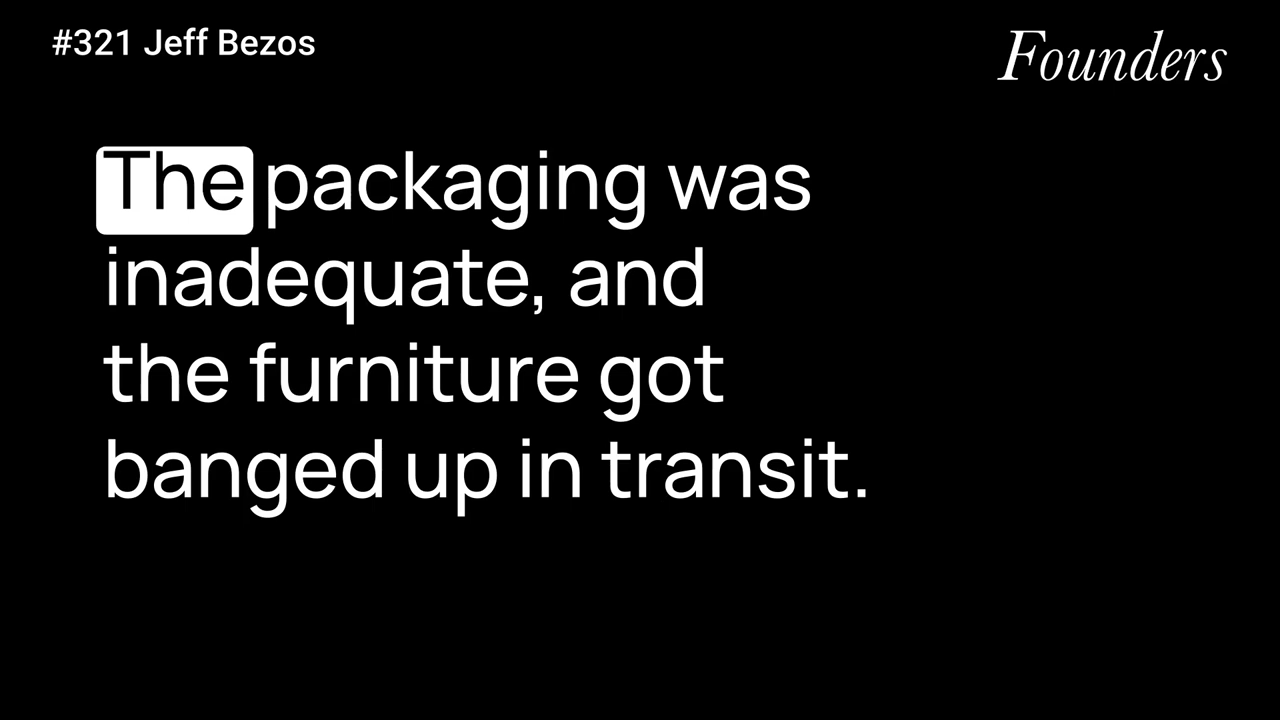 #321 Jeff Bezos
Founders
The packaging was
inadequate, and
the furniture got
banged up in transit.